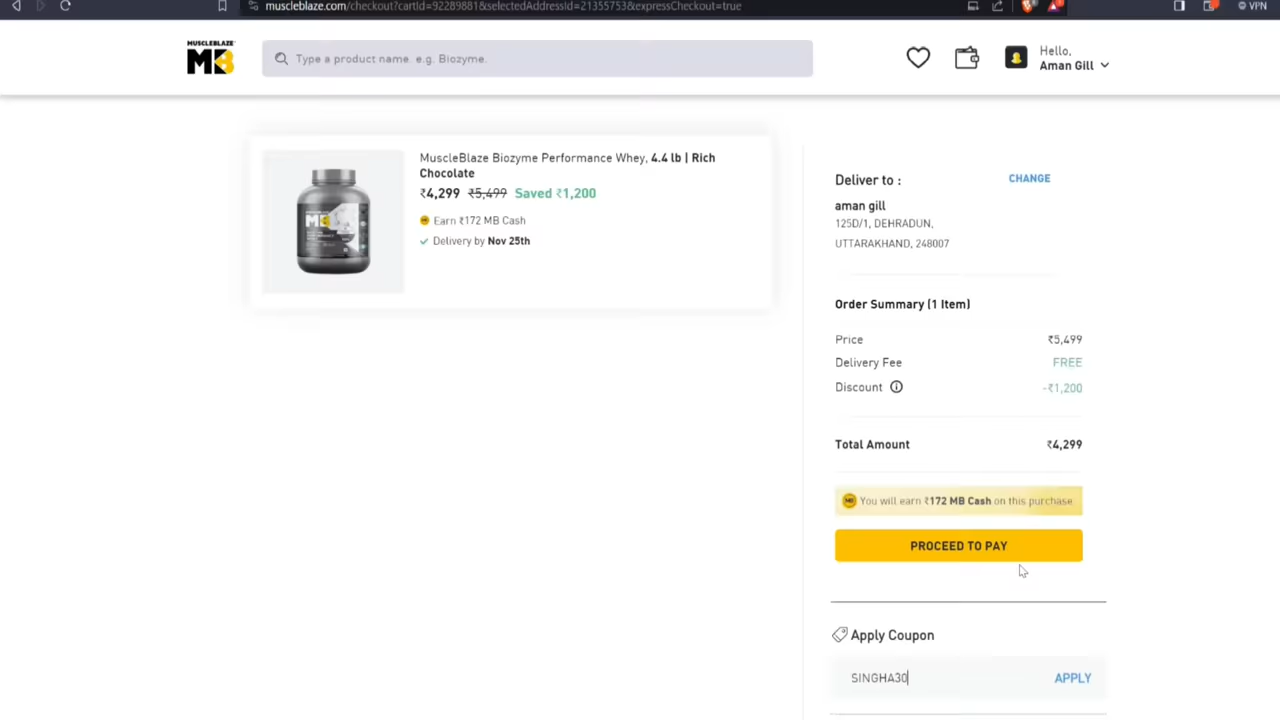 muscleblaze.com/checkout?cartId=92289881&selectedAddressId=21355753&expressCheckout=true
VPN
MUSCLEBLAZE
MB
Type a product name. e.g. Biozyme.
Hello,
Aman Gill
MuscleBlaze Biozyme Performance Whey, 4.4 lb | Rich
Chocolate
₹4,299 ₹5,499 Saved ₹1,200
Earn ₹172 MB Cash
Delivery by Nov 25th
MB
Deliver to :
CHANGE
aman gill
125D/1, DEHRADUN,
UTTARAKHAND, 248007
Order Summary (1 Item)
Price ₹5,499
Delivery Fee FREE
Discount -₹1,200
Total Amount ₹4,299
You will earn ₹172 MB Cash on this purchase
PROCEED TO PAY
Apply Coupon
SINGHA30 APPLY